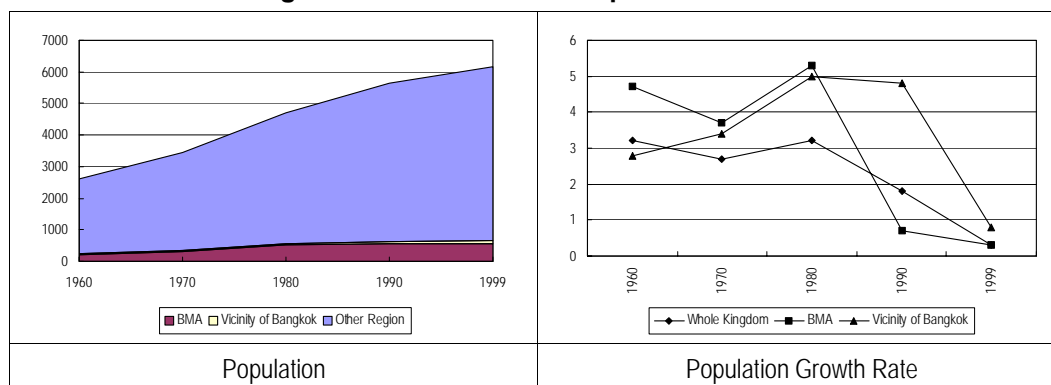 7000
6000
5000
4000
3000
2000
1000
0
1960 1970 1980 1990 1999
BMA Vicinity of Bangkok Other Region
Population
6
5
4
3
2
1
0
1960 1970 1980 1990 1999
Whole Kingdom BMA Vicinity of Bangkok
Population Growth Rate